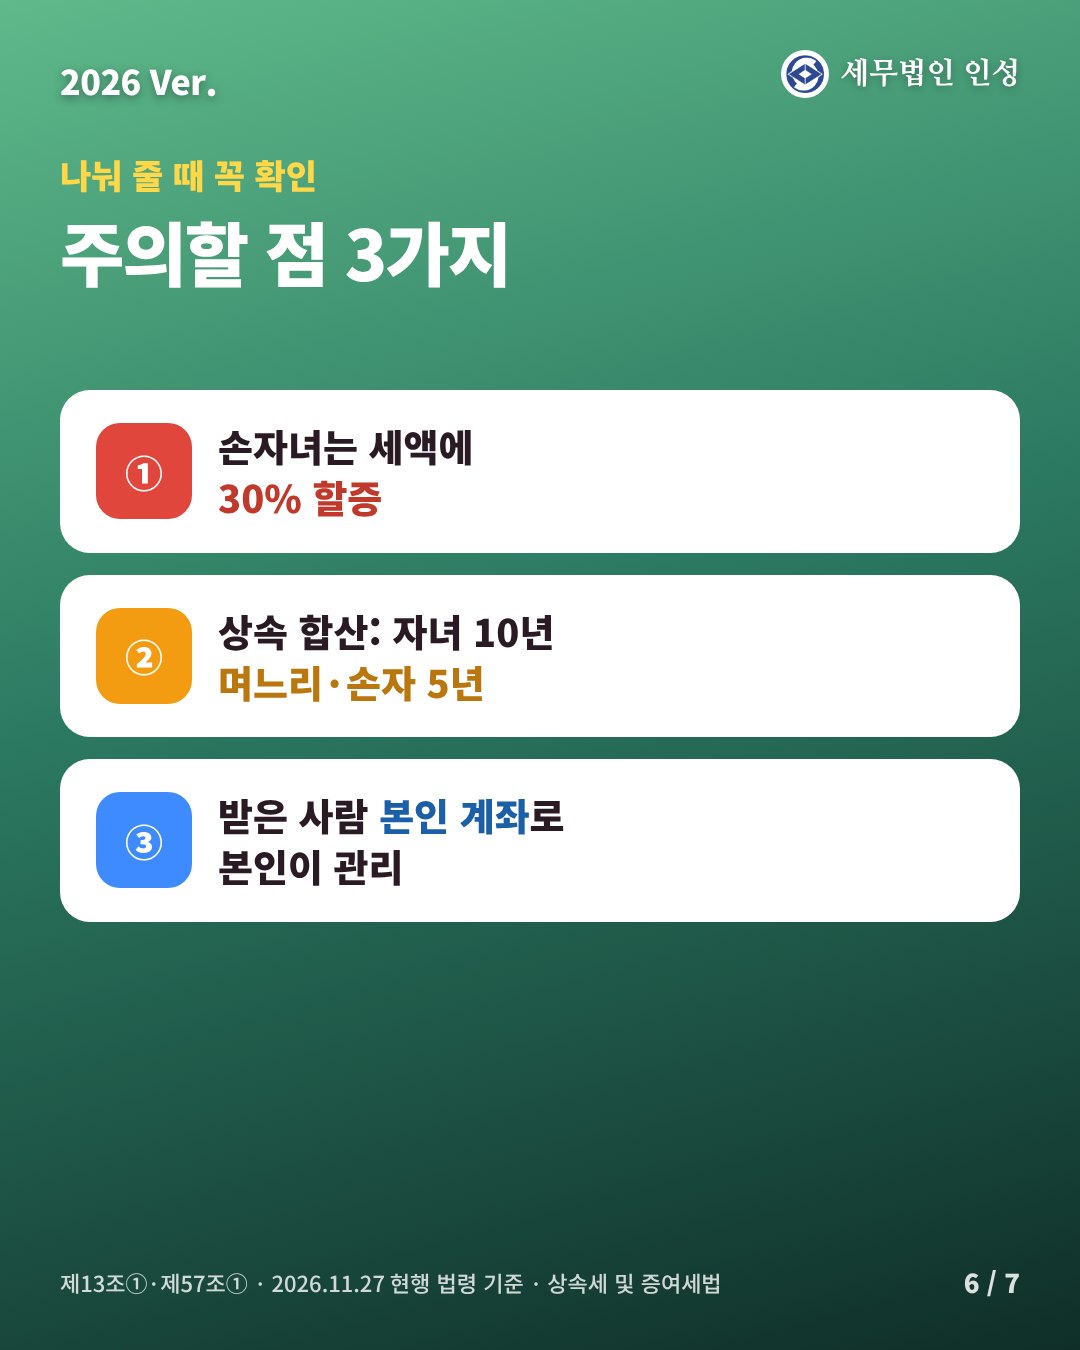 2026 Ver.
세무법인 인성
나눠 줄 때 꼭 확인
주의할 점 3가지
① 손자녀는 세액에
30% 할증
② 상속 합산: 자녀 10년
며느리·손자 5년
③ 받은 사람 본인 계좌로
본인이 관리
제13조①·제57조① · 2026.11.27 현행 법령 기준 · 상속세 및 증여세법
6 / 7